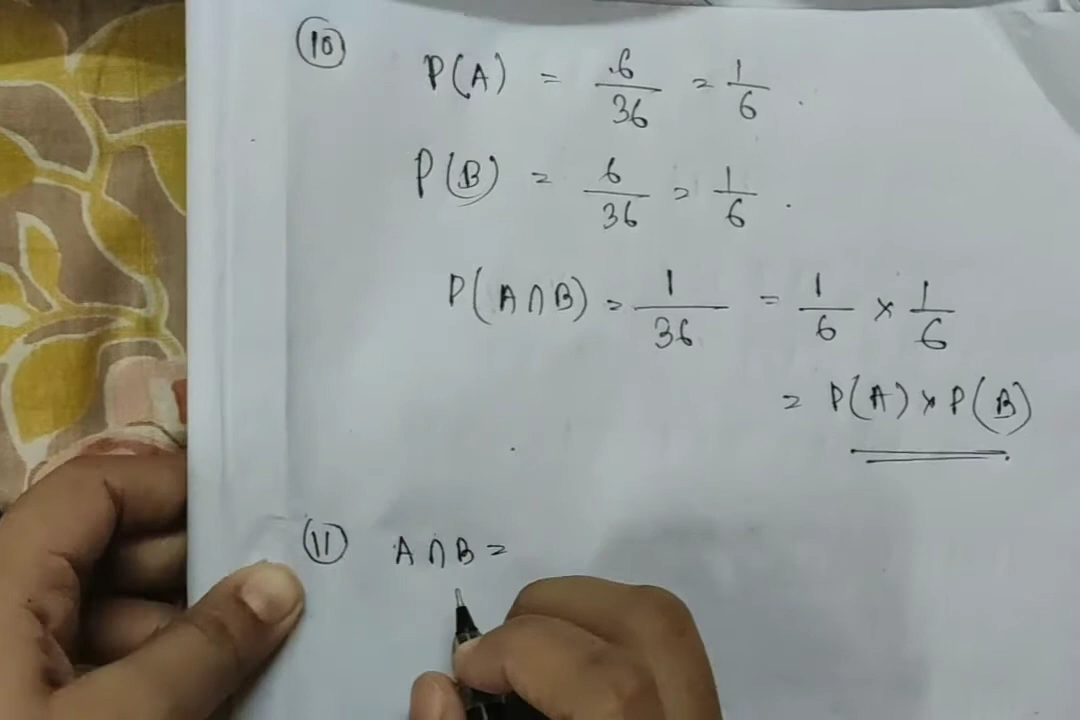 (10) P(A) = 6/36 = 1/6 .
P(B) = 6/36 = 1/6 .
P(A∩B) = 1/36 = 1/6 × 1/6
= P(A) × P(B)
(11) A∩B =